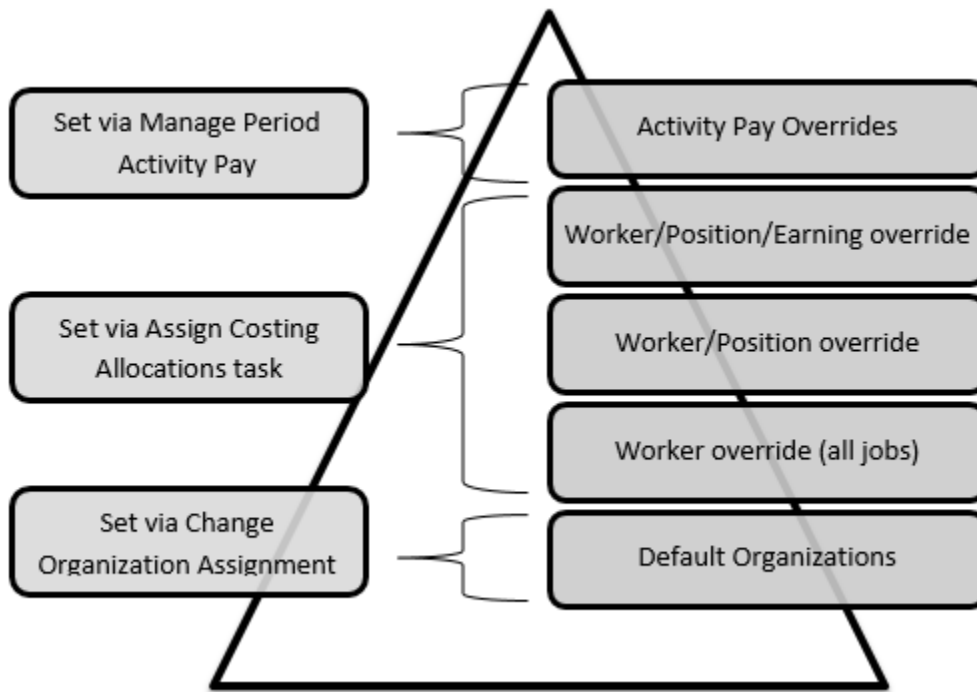 Set via Manage Period
Activity Pay
Activity Pay Overrides
Worker/Position/Earning override
Set via Assign Costing
Allocations task
Worker/Position override
Worker override (all jobs)
Set via Change
Organization Assignment
Default Organizations